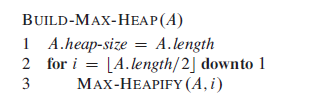 BUILD-MAX-HEAP(A)
1 A.heap-size = A.length
2 for i = ⌊A.length/2⌋ downto 1
3 MAX-HEAPIFY(A, i)